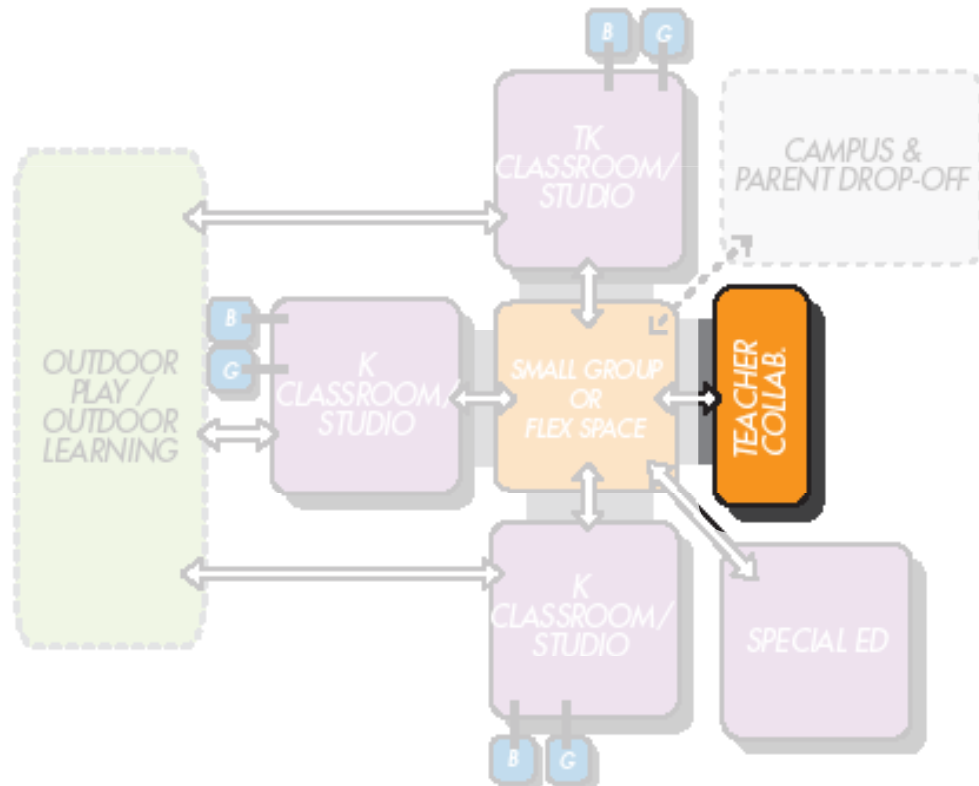 B
G
TK
CLASSROOM/
STUDIO
CAMPUS &
PARENT DROP-OFF
OUTDOOR
PLAY /
OUTDOOR
LEARNING
B
G
K
CLASSROOM/
STUDIO
SMALL GROUP
OR
FLEX SPACE
TEACHER
COLLAB.
K
CLASSROOM/
STUDIO
SPECIAL ED
B
G